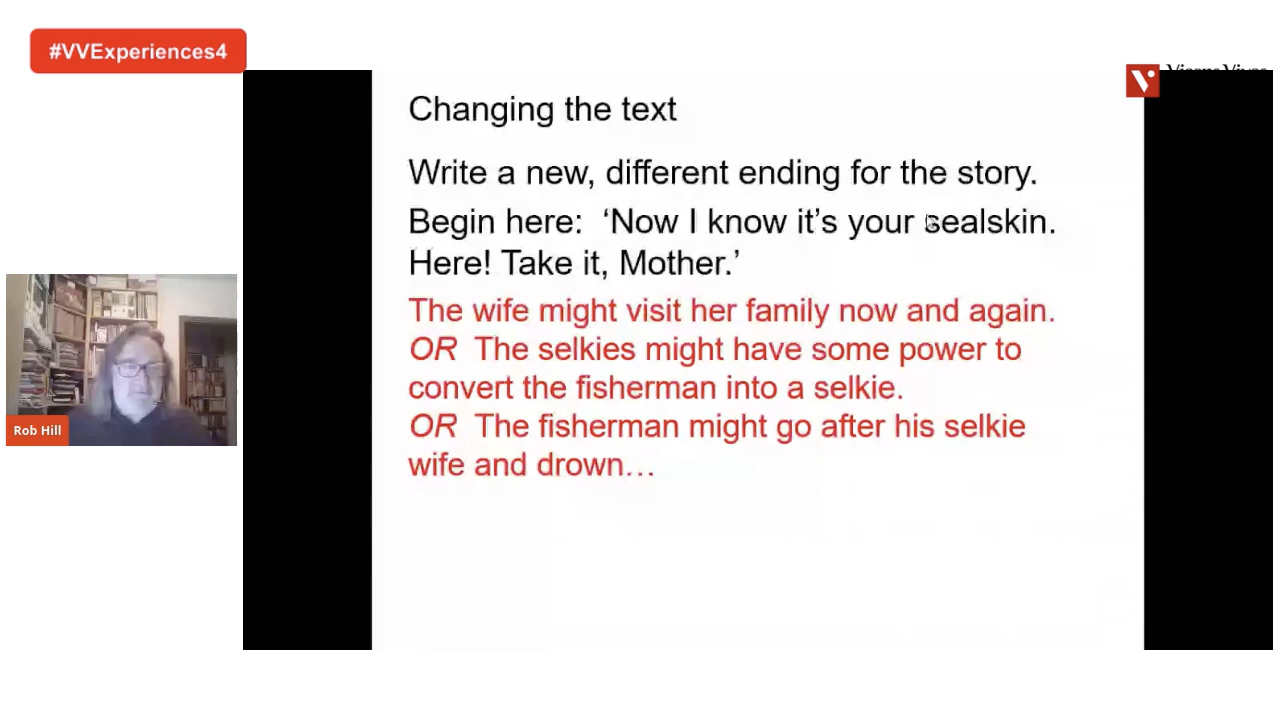 #VVExperiences4
Changing the text
Write a new, different ending for the story.
Begin here:  ‘Now I know it’s your sealskin.
Here! Take it, Mother.’
The wife might visit her family now and again.
OR  The selkies might have some power to
convert the fisherman into a selkie.
OR  The fisherman might go after his selkie
wife and drown…
Rob Hill